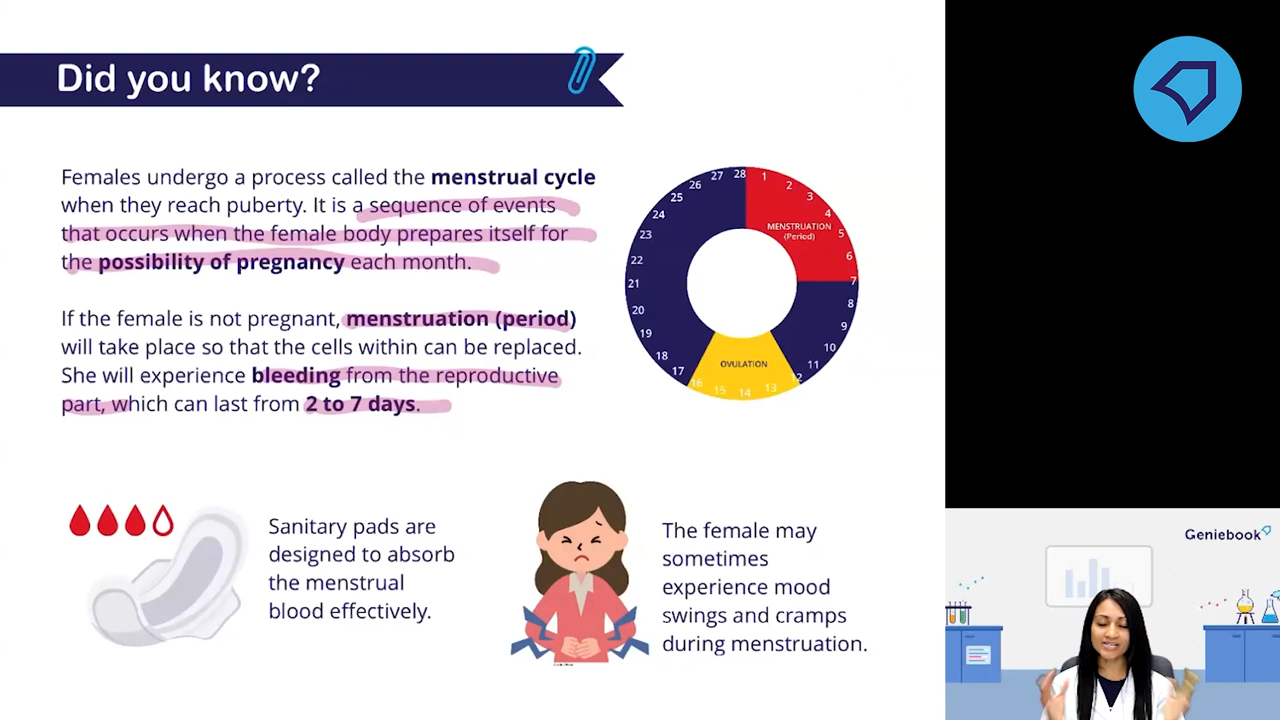 Did you know?
Females undergo a process called the menstrual cycle
when they reach puberty. It is a sequence of events
that occurs when the female body prepares itself for
the possibility of pregnancy each month.
If the female is not pregnant, menstruation (period)
will take place so that the cells within can be replaced.
She will experience bleeding from the reproductive
part, which can last from 2 to 7 days.
1
2
3
4
5
6
7
8
9
10
11
12
13
14
15
16
17
18
19
20
21
22
23
24
25
26
27
28
MENSTRUATION
(Period)
OVULATION
Sanitary pads are
designed to absorb
the menstrual
blood effectively.
The female may
sometimes
experience mood
swings and cramps
during menstruation.
Geniebook